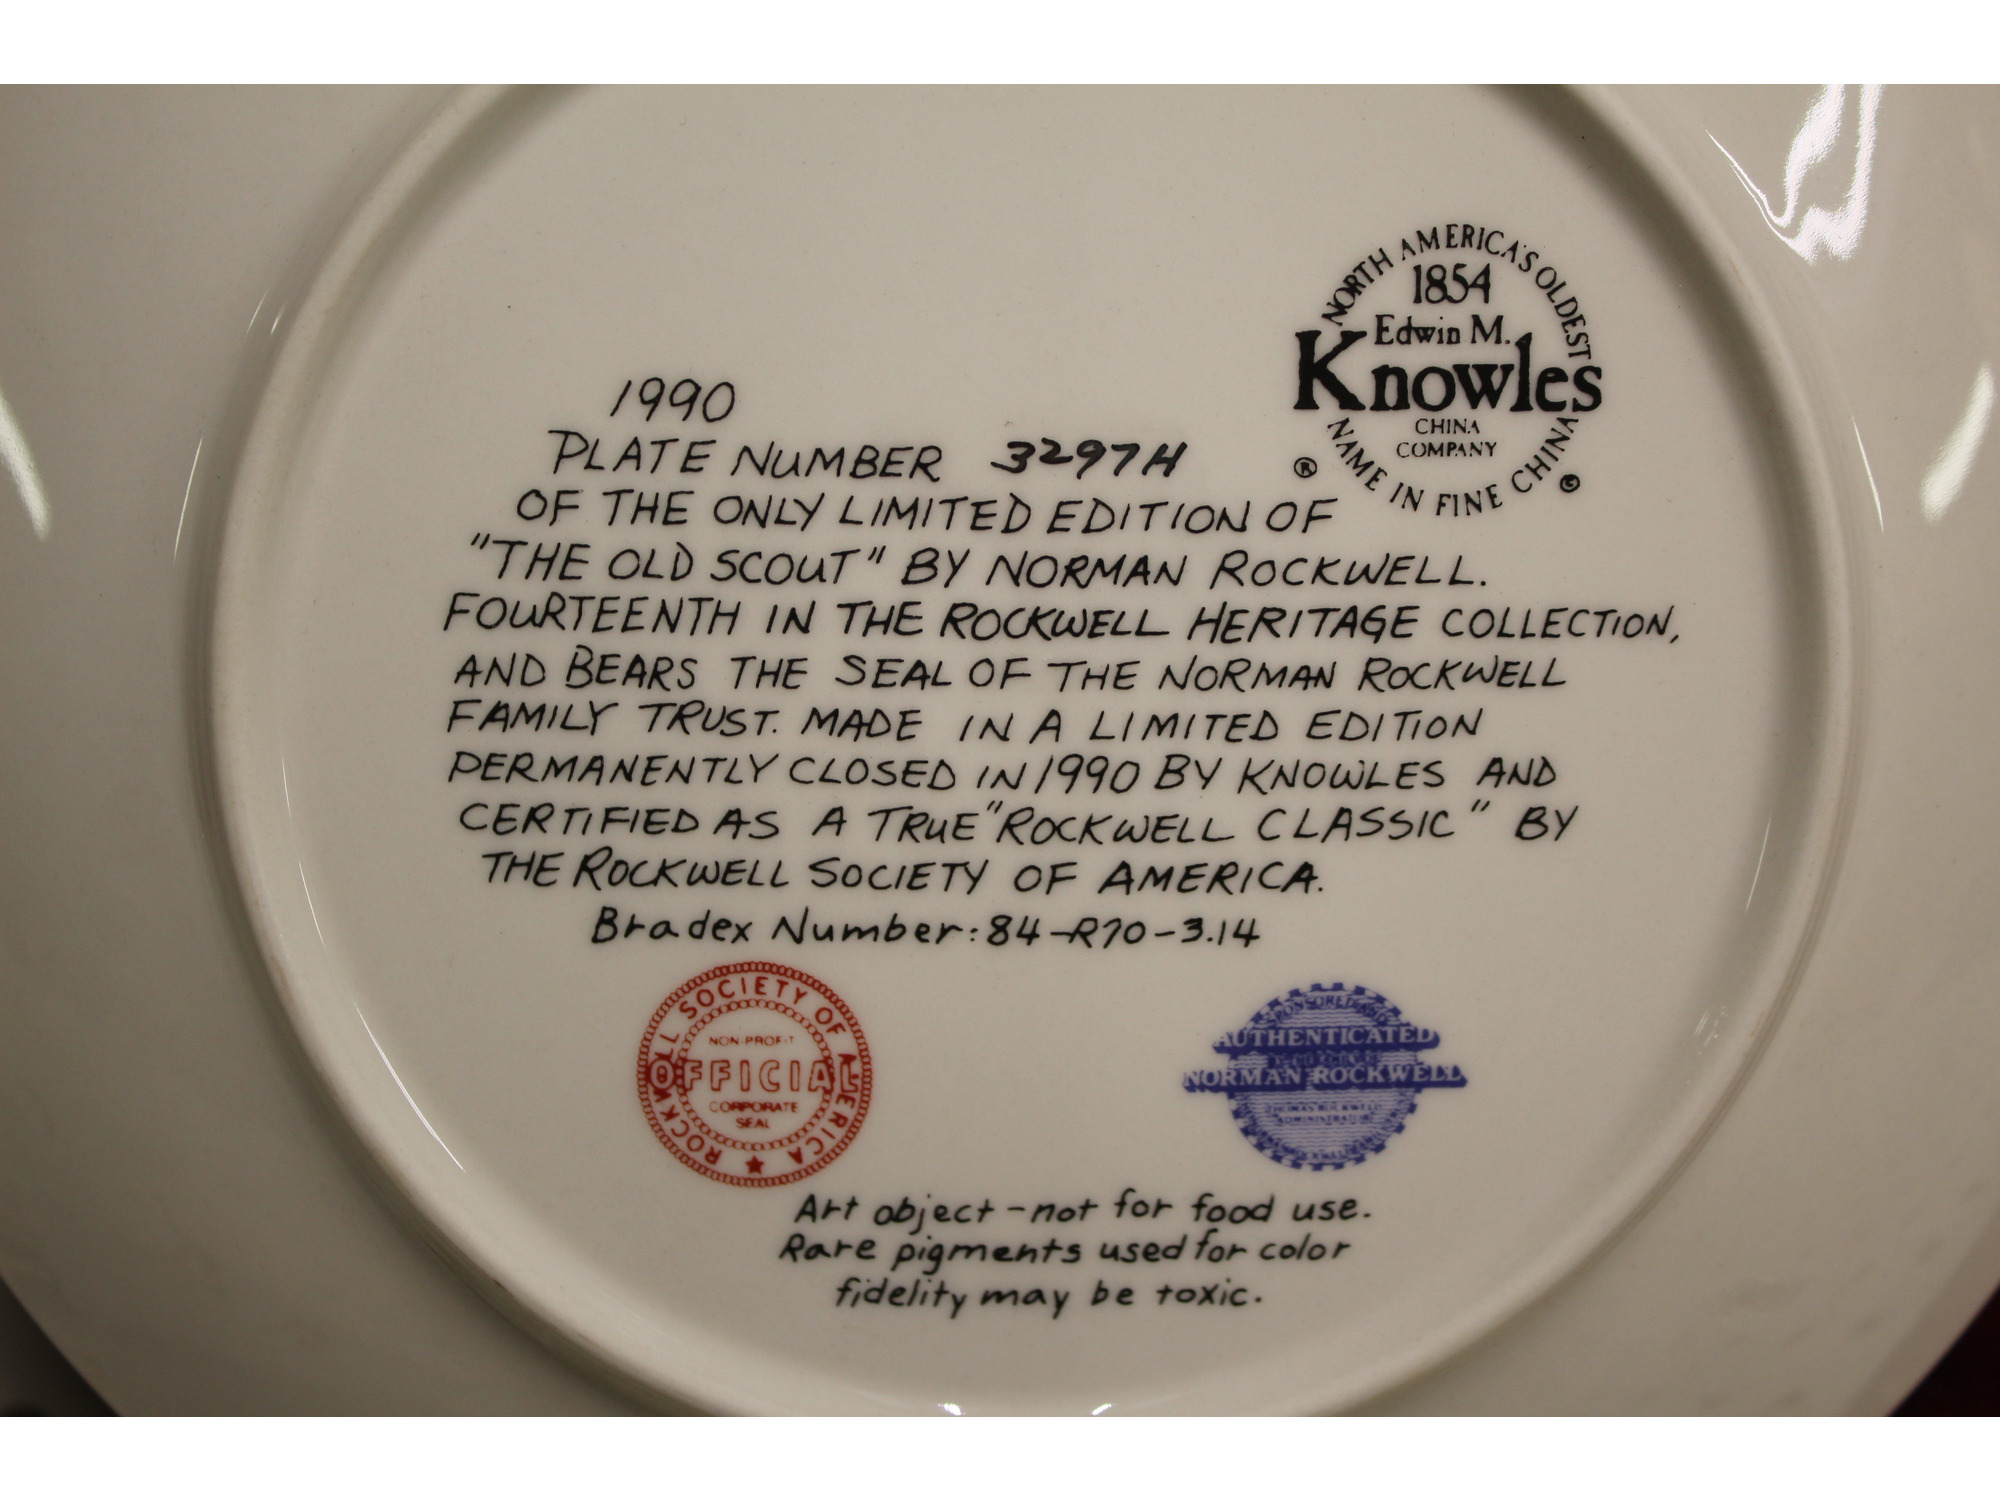 NORTH AMERICA'S OLDEST
1854
Edwin M.
Knowles
CHINA
COMPANY
NAME IN FINE CHINA
® ©
1990
PLATE NUMBER 3297H
OF THE ONLY LIMITED EDITION OF
"THE OLD SCOUT" BY NORMAN ROCKWELL.
FOURTEENTH IN THE ROCKWELL HERITAGE COLLECTION,
AND BEARS THE SEAL OF THE NORMAN ROCKWELL
FAMILY TRUST. MADE IN A LIMITED EDITION
PERMANENTLY CLOSED IN 1990 BY KNOWLES AND
CERTIFIED AS A TRUE "ROCKWELL CLASSIC" BY
THE ROCKWELL SOCIETY OF AMERICA.
Bradex Number: 84-R70-3.14
ROCKWELL SOCIETY OF AMERICA
NON-PROFIT
OFFICIAL
CORPORATE
SEAL
SPONSORED
AUTHENTICATED
NORMAN ROCKWELL
THOMAS ROCKWELL
ADMINISTRATOR
Art object - not for food use.
Rare pigments used for color
fidelity may be toxic.